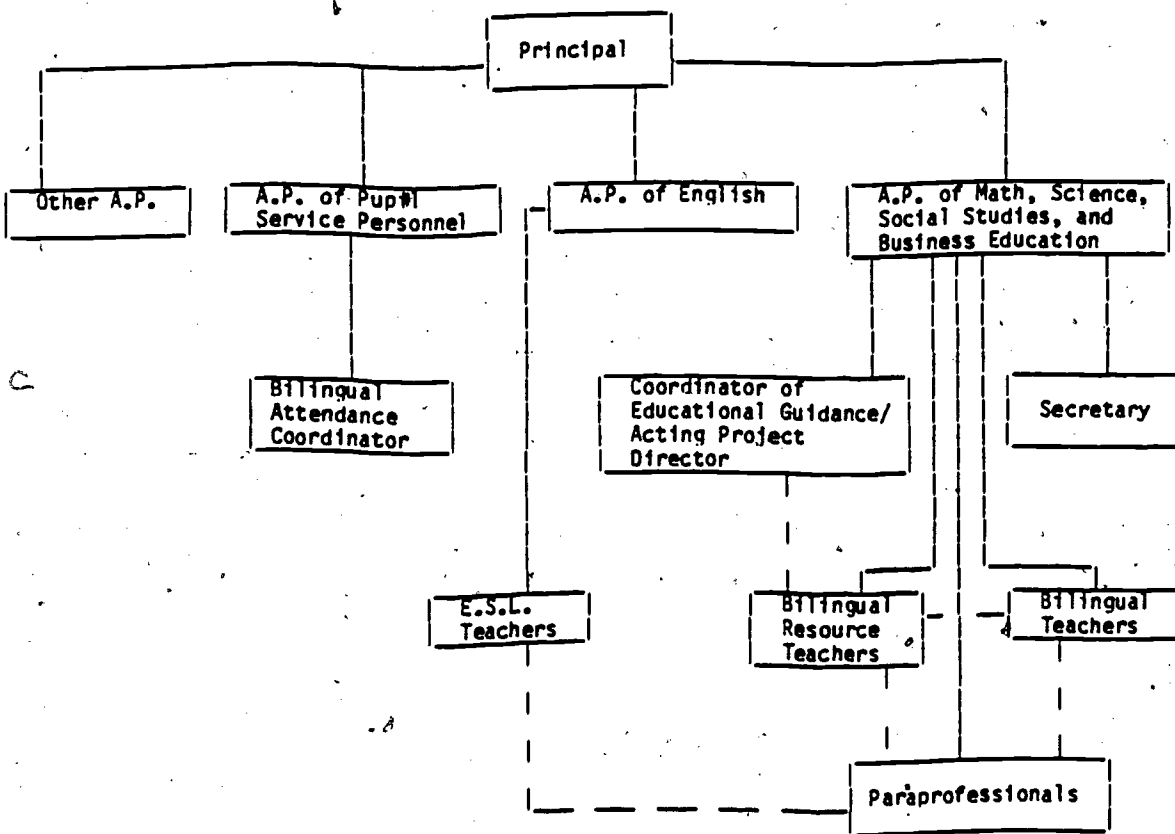 Principal
Other A.P.
A.P. of Pup#l
Service Personnel
A.P. of English
A.P. of Math, Science,
Social Studies, and
Business Education
Bilingual
Attendance
Coordinator
Coordinator of
Educational Guidance/
Acting Project
Director
Secretary
E.S.L.
Teachers
Bilingual
Resource
Teachers
Bilingual
Teachers
Paraprofessionals